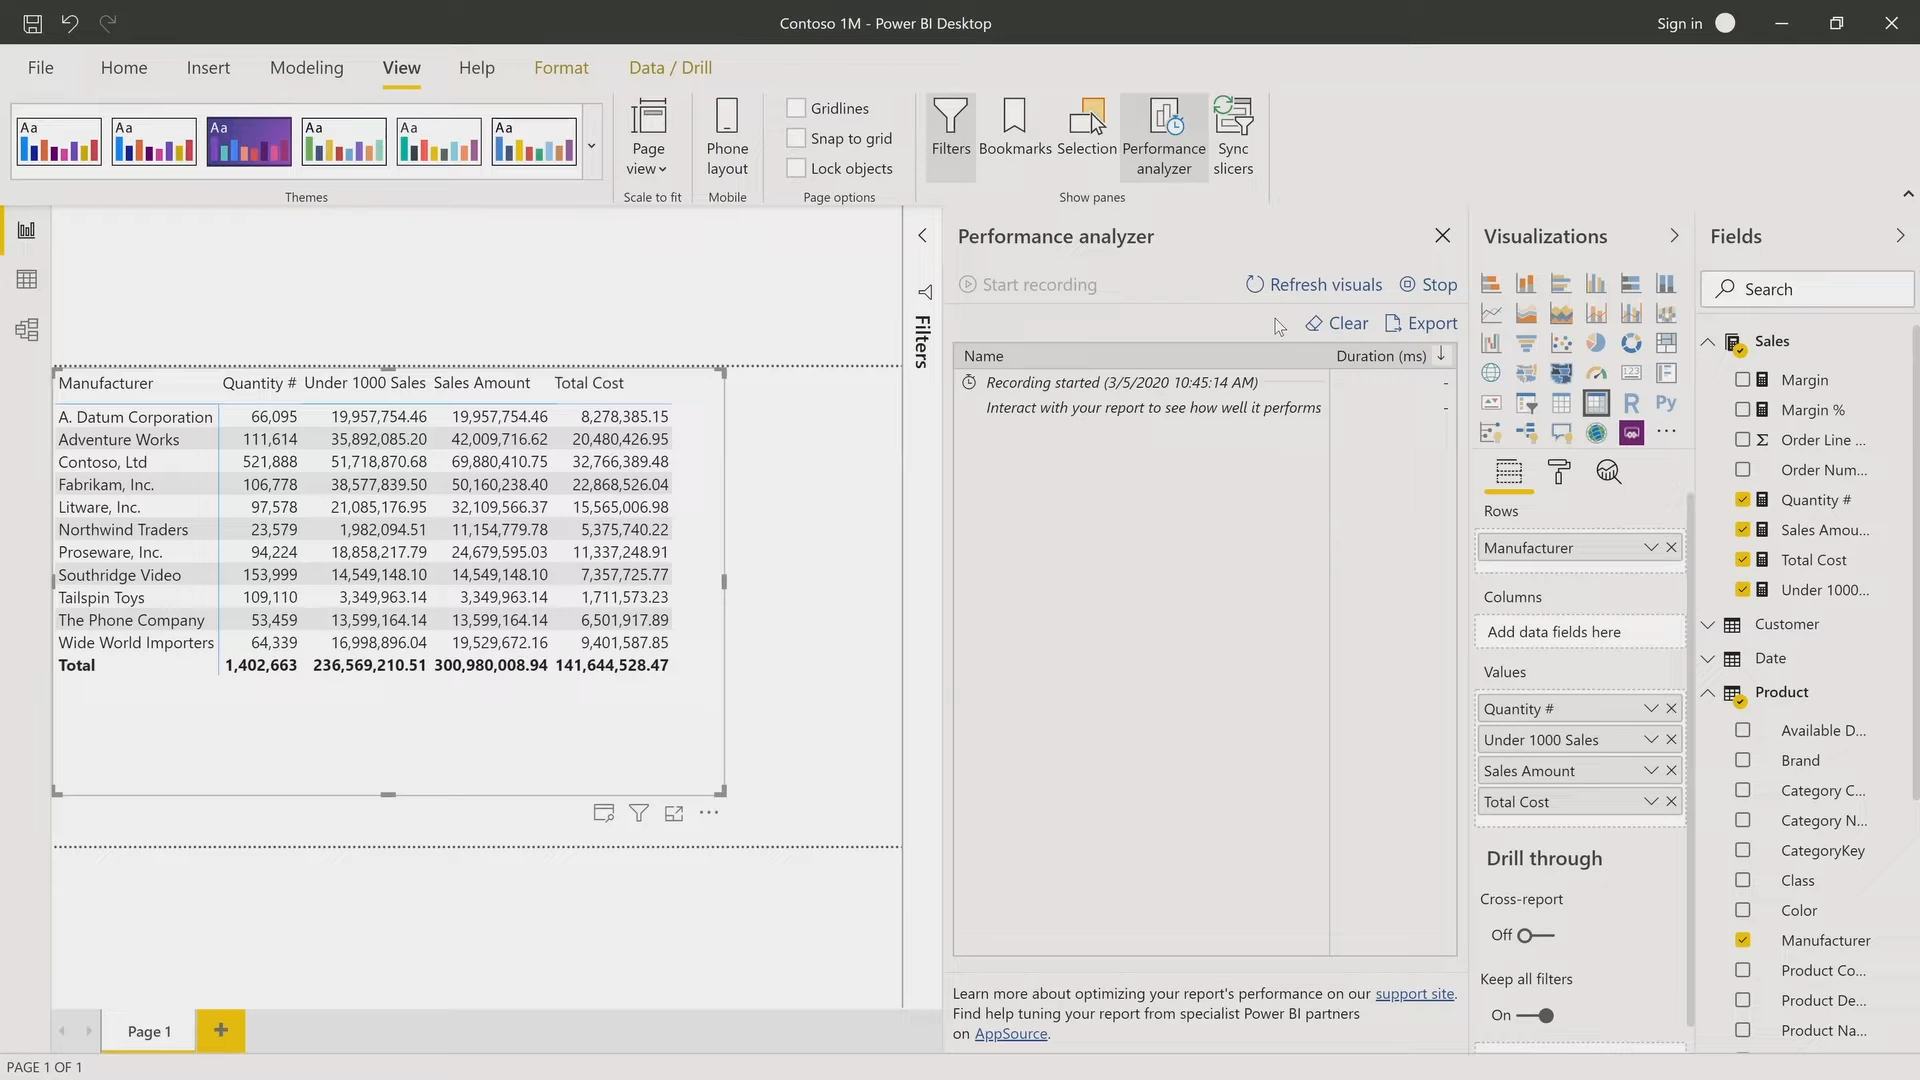 Contoso 1M - Power BI Desktop
Sign in
File Home Insert Modeling View Help Format Data / Drill
Aa Aa Aa Aa Aa Aa
Themes
Page view
Scale to fit
Phone layout
Mobile
Gridlines
Snap to grid
Lock objects
Page options
Filters
Bookmarks
Selection
Performance analyzer
Sync slicers
Show panes
Manufacturer Quantity # Under 1000 Sales Sales Amount Total Cost
A. Datum Corporation 66,095 19,957,754.46 19,957,754.46 8,278,385.15
Adventure Works 111,614 35,892,085.20 42,009,716.62 20,480,426.95
Contoso, Ltd 521,888 51,718,870.68 69,880,410.75 32,766,389.48
Fabrikam, Inc. 106,778 38,577,839.50 50,160,238.40 22,868,526.04
Litware, Inc. 97,578 21,085,176.95 32,109,566.37 15,565,006.98
Northwind Traders 23,579 1,982,094.51 11,154,779.78 5,375,740.22
Proseware, Inc. 94,224 18,858,217.79 24,679,595.03 11,337,248.91
Southridge Video 153,999 14,549,148.10 14,549,148.10 7,357,725.77
Tailspin Toys 109,110 3,349,963.14 3,349,963.14 1,711,573.23
The Phone Company 53,459 13,599,164.14 13,599,164.14 6,501,917.89
Wide World Importers 64,339 16,998,896.04 19,529,672.16 9,401,587.85
Total 1,402,663 236,569,210.51 300,980,008.94 141,644,528.47
Filters
Performance analyzer
Start recording Refresh visuals Stop
Clear Export
Name Duration (ms)
Recording started (3/5/2020 10:45:14 AM) -
Interact with your report to see how well it performs -
Learn more about optimizing your report's performance on our support site.
Find help tuning your report from specialist Power BI partners
on AppSource.
Visualizations
123
R Py
Rows
Manufacturer
Columns
Add data fields here
Values
Quantity #
Under 1000 Sales
Sales Amount
Total Cost
Drill through
Cross-report
Off
Keep all filters
On
Fields
Search
Sales
Margin
Margin %
Σ Order Line ...
Order Num...
Quantity #
Sales Amou...
Total Cost
Under 1000...
Customer
Date
Product
Available D...
Brand
Category C...
Category N...
CategoryKey
Class
Color
Manufacturer
Product Co...
Product De...
Product Na...
Page 1
+
PAGE 1 OF 1